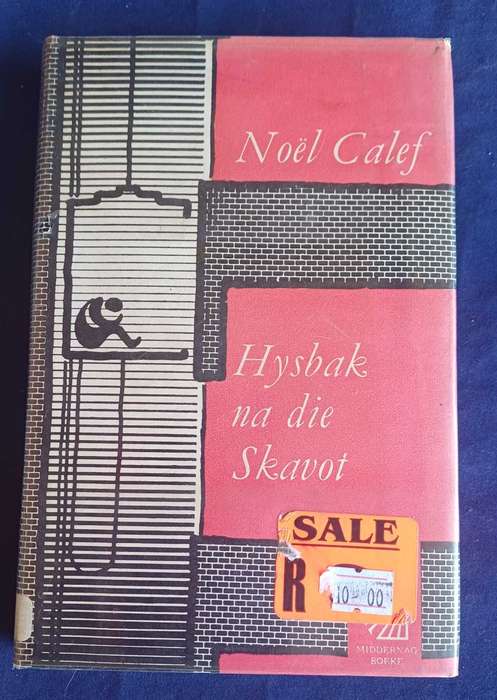 Noël Calef
Hysbak
na die
Skavot
SALE
R 10 00
MIDDERNAG
BOEKE